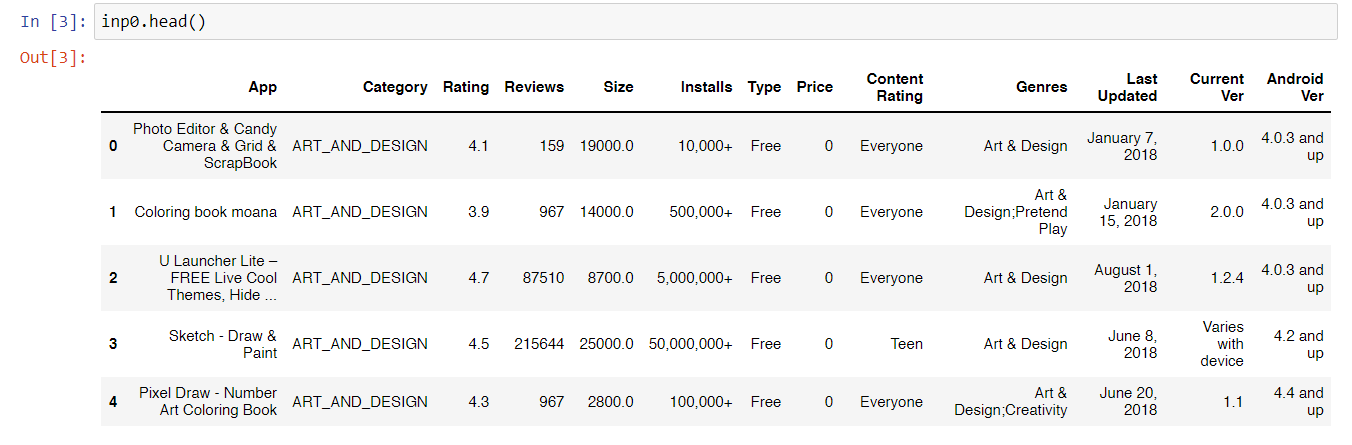 In [3]: inp0.head()
Out[3]:
App Category Rating Reviews Size Installs Type Price Content Rating Genres Last Updated Current Ver Android Ver
0 Photo Editor & Candy Camera & Grid & ScrapBook ART_AND_DESIGN 4.1 159 19000.0 10,000+ Free 0 Everyone Art & Design January 7, 2018 1.0.0 4.0.3 and up
1 Coloring book moana ART_AND_DESIGN 3.9 967 14000.0 500,000+ Free 0 Everyone Art & Design;Pretend Play January 15, 2018 2.0.0 4.0.3 and up
2 U Launcher Lite – FREE Live Cool Themes, Hide ... ART_AND_DESIGN 4.7 87510 8700.0 5,000,000+ Free 0 Everyone Art & Design August 1, 2018 1.2.4 4.0.3 and up
3 Sketch - Draw & Paint ART_AND_DESIGN 4.5 215644 25000.0 50,000,000+ Free 0 Teen Art & Design June 8, 2018 Varies with device 4.2 and up
4 Pixel Draw - Number Art Coloring Book ART_AND_DESIGN 4.3 967 2800.0 100,000+ Free 0 Everyone Art & Design;Creativity June 20, 2018 1.1 4.4 and up